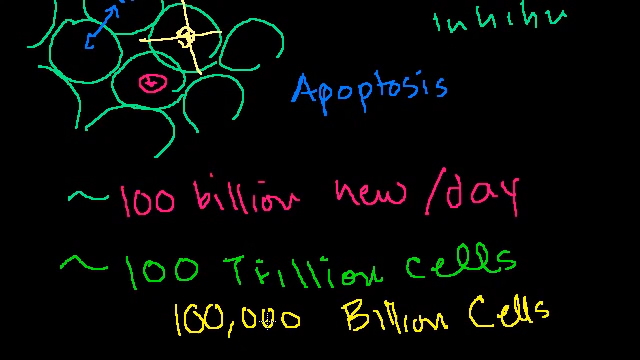 Apoptosis
~ 100 billion new/day
~ 100 Trillion cells
100,000 Billion Cells